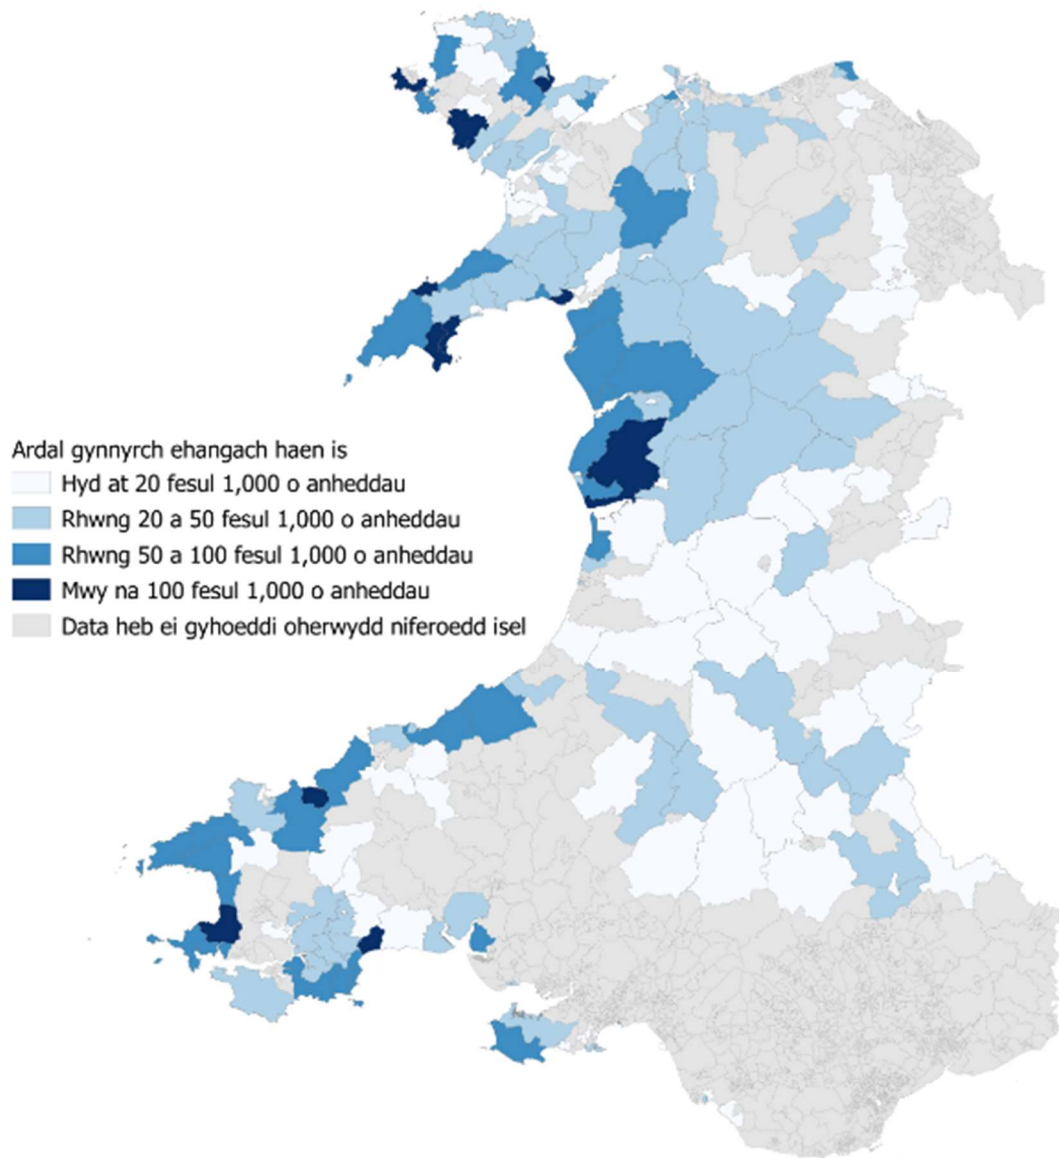 Ardal gynnyrch ehangach haen is
Hyd at 20 fesul 1,000 o anheddau
Rhwng 20 a 50 fesul 1,000 o anheddau
Rhwng 50 a 100 fesul 1,000 o anheddau
Mwy na 100 fesul 1,000 o anheddau
Data heb ei gyhoeddi oherwydd niferoedd isel